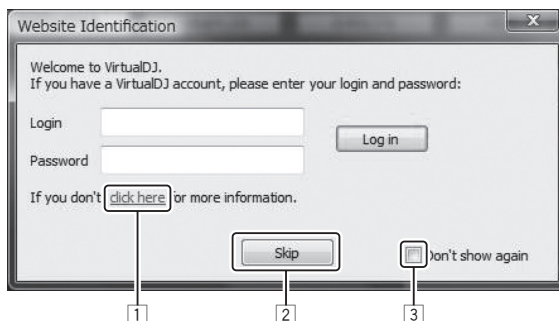 Website Identification
X
Welcome to VirtualDJ.
If you have a VirtualDJ account, please enter your login and password:
Login
Log in
Password
If you don't click here for more information.
Skip
Don't show again
1 2 3